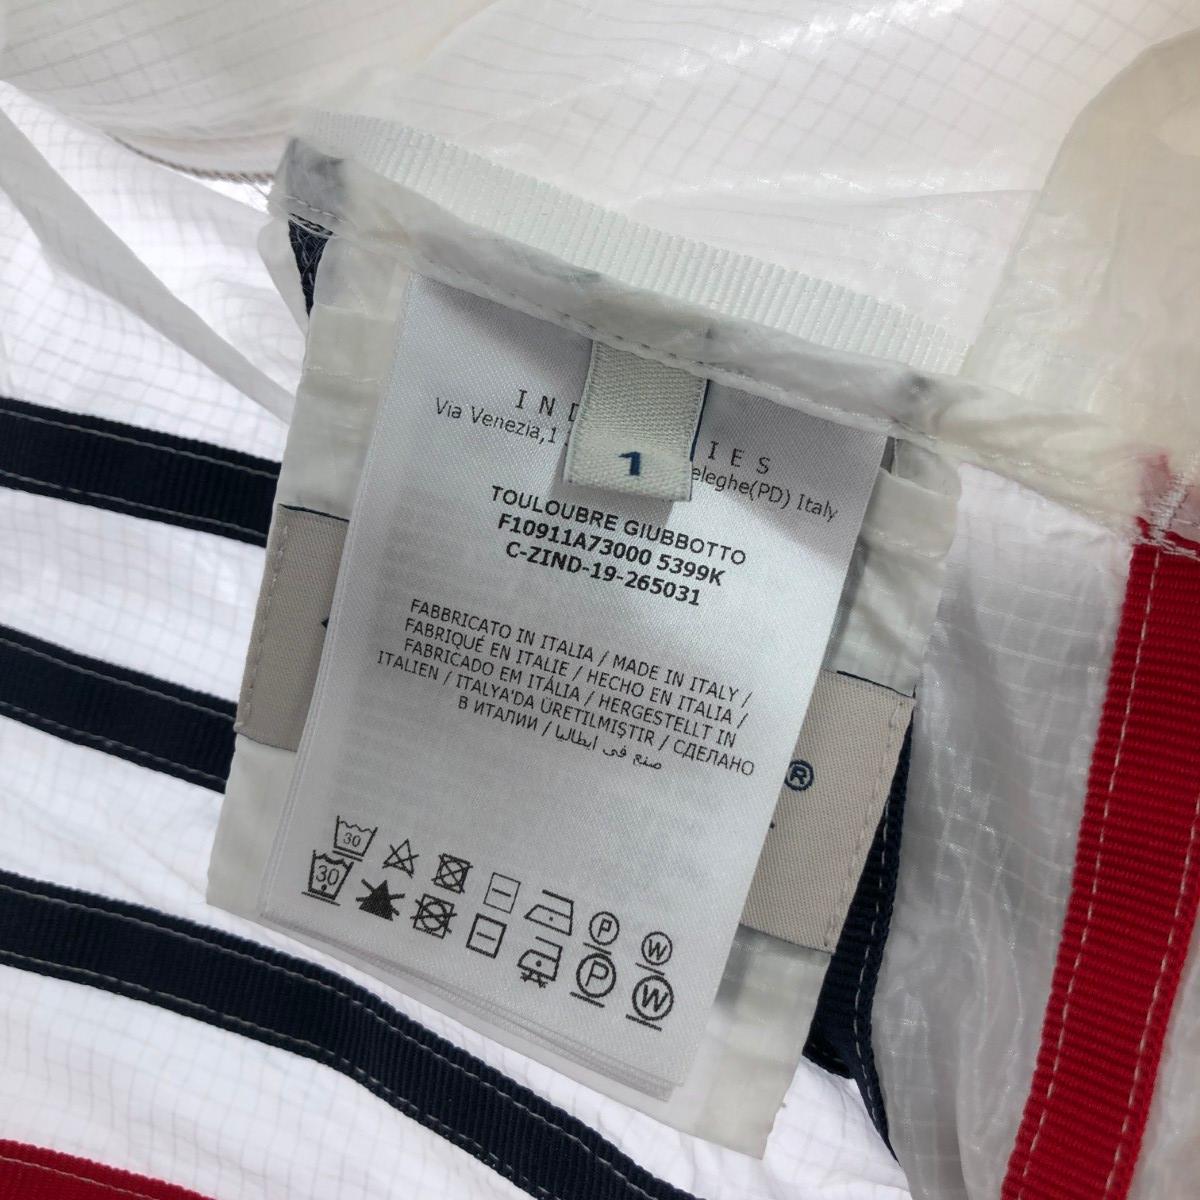 IND IES
Via Venezia,1 eleghe(PD) Italy
1
TOULOUBRE GIUBBOTTO
F10911A73000 5399K
C-ZIND-19-265031
FABBRICATO IN ITALIA / MADE IN ITALY /
FABRIQUÉ EN ITALIE / HECHO EN ITALIA /
FABRICADO EM ITÁLIA / HERGESTELLT IN
ITALIEN / ITALYA'DA ÜRETILMIŞTIR / СДЕЛАНО
В ИТАЛИИ / صنع في ايطاليا
®
30
P W
30
P W